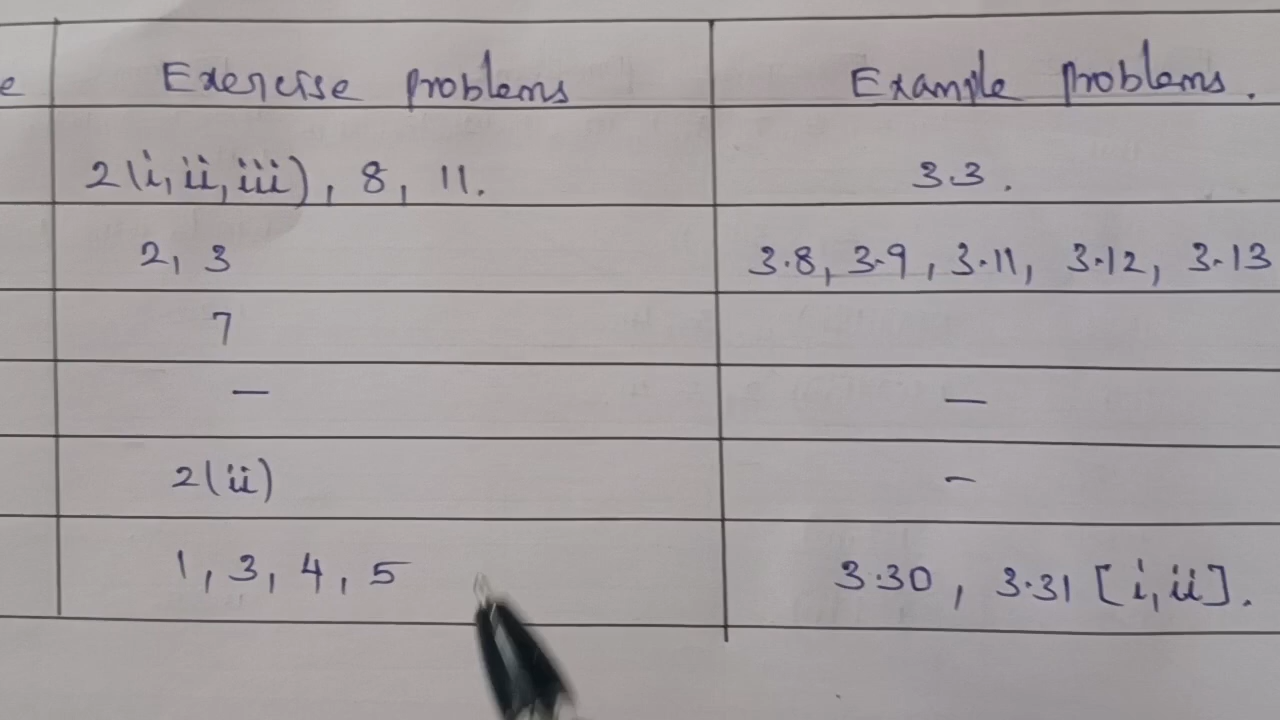 e Exercise problems Example problems.
2(i, ii, iii), 8, 11. 3.3.
2, 3 3.8, 3.9, 3.11, 3.12, 3.13
7
— —
2(ii) —
1, 3, 4, 5 3.30, 3.31 [i, ii].